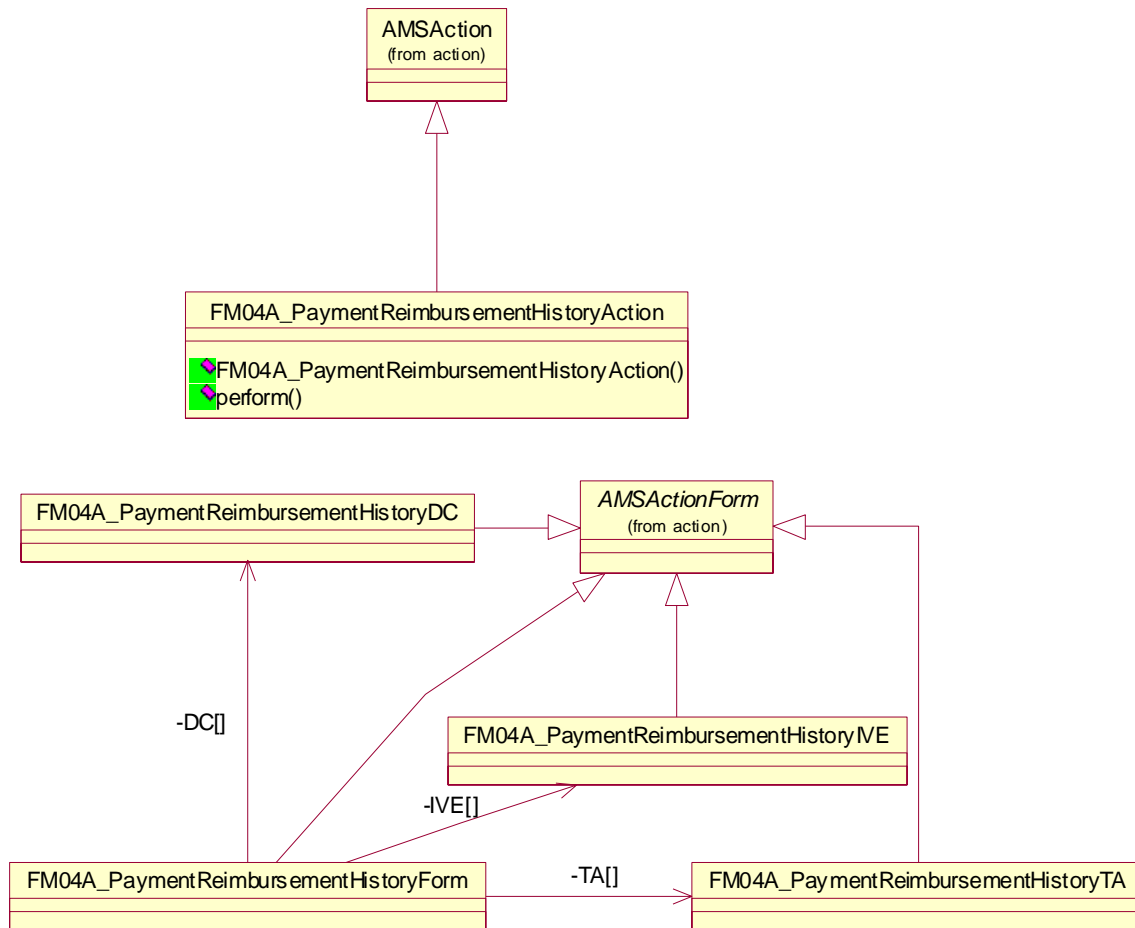 AMSAction
(from action)
FM04A_PaymentReimbursementHistoryAction
FM04A_PaymentReimbursementHistoryAction()
perform()
FM04A_PaymentReimbursementHistoryDC
AMSActionForm
(from action)
-DC[]
FM04A_PaymentReimbursementHistoryIVE
-IVE[]
FM04A_PaymentReimbursementHistoryForm
-TA[]
FM04A_PaymentReimbursementHistoryTA